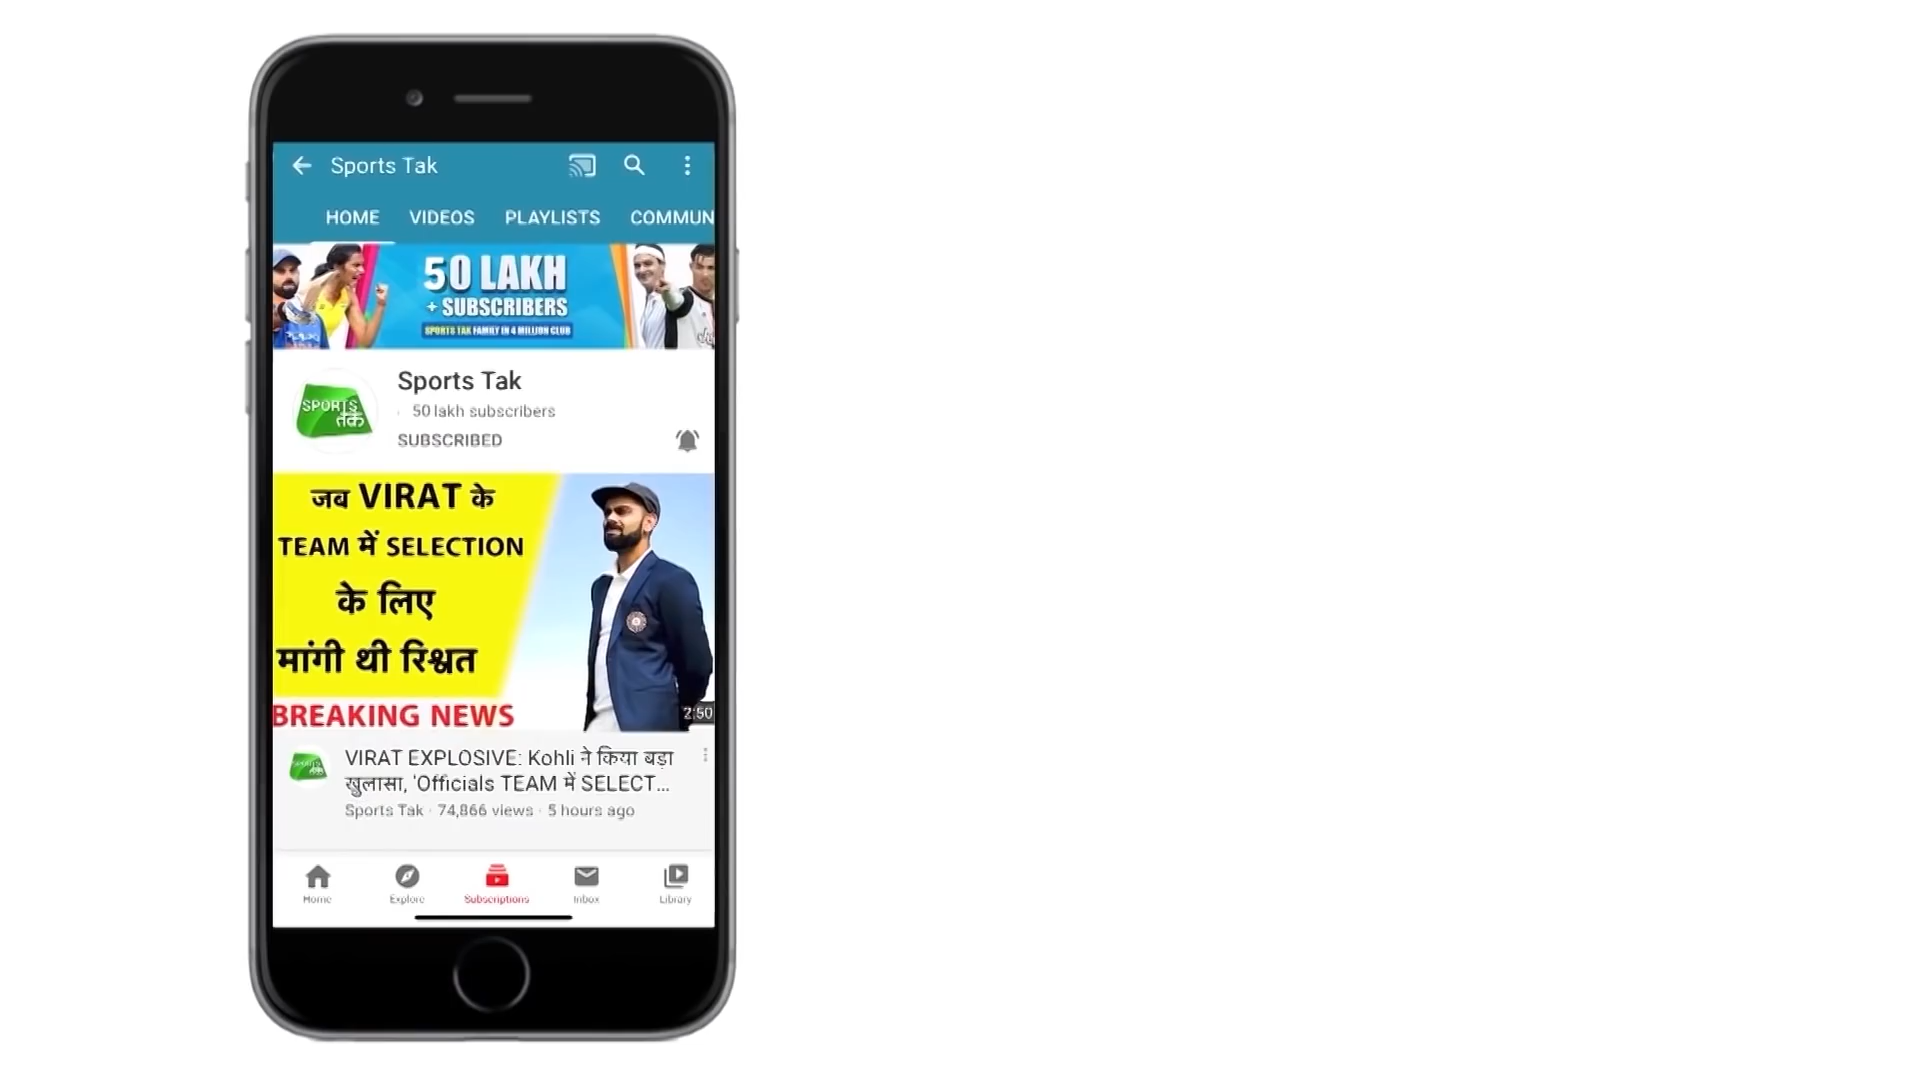 Sports Tak
HOME VIDEOS PLAYLISTS COMMUN
50 LAKH
+ SUBSCRIBERS
SPORTS TAK FAMILY IN 4 MILLION CLUB
SPORTS
तक
Sports Tak
50 lakh subscribers
SUBSCRIBED
जब VIRAT के
TEAM में SELECTION
के लिए
मांगी थी रिश्वत
BREAKING NEWS
2:50
VIRAT EXPLOSIVE: Kohli ने किया बड़ा
खुलासा, 'Officials TEAM में SELECT...
Sports Tak · 74,866 views · 5 hours ago
Home Explore Subscriptions Inbox Library